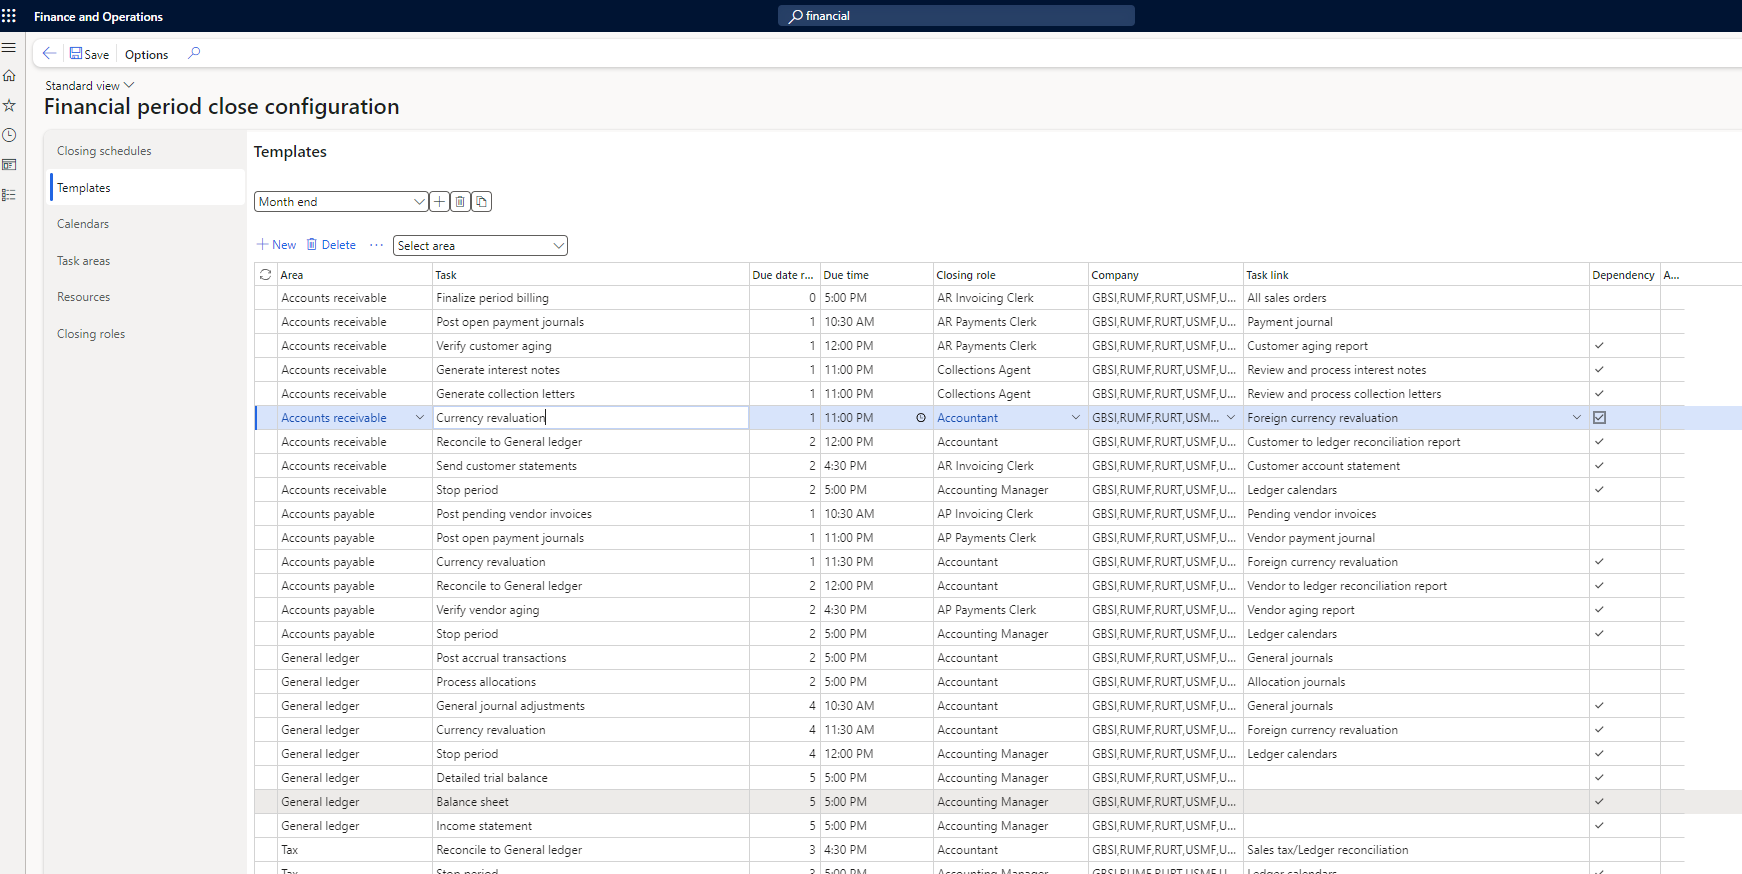 Finance and Operations
financial
Save Options
Standard view
Financial period close configuration
Closing schedules
Templates
Calendars
Task areas
Resources
Closing roles
Templates
Month end
New Delete ··· Select area
Area Task Due date r... Due time Closing role Company Task link Dependency A...
Accounts receivable Finalize period billing 0 5:00 PM AR Invoicing Clerk GBSI,RUMF,RURT,USMF,U... All sales orders
Accounts receivable Post open payment journals 1 10:30 AM AR Payments Clerk GBSI,RUMF,RURT,USMF,U... Payment journal
Accounts receivable Verify customer aging 1 12:00 PM AR Payments Clerk GBSI,RUMF,RURT,USMF,U... Customer aging report
Accounts receivable Generate interest notes 1 11:00 PM Collections Agent GBSI,RUMF,RURT,USMF,U... Review and process interest notes
Accounts receivable Generate collection letters 1 11:00 PM Collections Agent GBSI,RUMF,RURT,USMF,U... Review and process collection letters
Accounts receivable Currency revaluation 1 11:00 PM Accountant GBSI,RUMF,RURT,USM... Foreign currency revaluation
Accounts receivable Reconcile to General ledger 2 12:00 PM Accountant GBSI,RUMF,RURT,USMF,U... Customer to ledger reconciliation report
Accounts receivable Send customer statements 2 4:30 PM AR Invoicing Clerk GBSI,RUMF,RURT,USMF,U... Customer account statement
Accounts receivable Stop period 2 5:00 PM Accounting Manager GBSI,RUMF,RURT,USMF,U... Ledger calendars
Accounts payable Post pending vendor invoices 1 10:30 AM AP Invoicing Clerk GBSI,RUMF,RURT,USMF,U... Pending vendor invoices
Accounts payable Post open payment journals 1 11:00 PM AP Payments Clerk GBSI,RUMF,RURT,USMF,U... Vendor payment journal
Accounts payable Currency revaluation 1 11:30 PM Accountant GBSI,RUMF,RURT,USMF,U... Foreign currency revaluation
Accounts payable Reconcile to General ledger 2 12:00 PM Accountant GBSI,RUMF,RURT,USMF,U... Vendor to ledger reconciliation report
Accounts payable Verify vendor aging 2 4:30 PM AP Payments Clerk GBSI,RUMF,RURT,USMF,U... Vendor aging report
Accounts payable Stop period 2 5:00 PM Accounting Manager GBSI,RUMF,RURT,USMF,U... Ledger calendars
General ledger Post accrual transactions 2 5:00 PM Accountant GBSI,RUMF,RURT,USMF,U... General journals
General ledger Process allocations 2 5:00 PM Accountant GBSI,RUMF,RURT,USMF,U... Allocation journals
General ledger General journal adjustments 4 10:30 AM Accountant GBSI,RUMF,RURT,USMF,U... General journals
General ledger Currency revaluation 4 11:30 AM Accountant GBSI,RUMF,RURT,USMF,U... Foreign currency revaluation
General ledger Stop period 4 12:00 PM Accounting Manager GBSI,RUMF,RURT,USMF,U... Ledger calendars
General ledger Detailed trial balance 5 5:00 PM Accounting Manager GBSI,RUMF,RURT,USMF,U...
General ledger Balance sheet 5 5:00 PM Accounting Manager GBSI,RUMF,RURT,USMF,U...
General ledger Income statement 5 5:00 PM Accounting Manager GBSI,RUMF,RURT,USMF,U...
Tax Reconcile to General ledger 3 4:30 PM Accountant GBSI,RUMF,RURT,USMF,U... Sales tax/Ledger reconciliation
Tax Stop period 3 5:00 PM Accounting Manager GBSI,RUMF,RURT,USMF,U... Ledger calendars